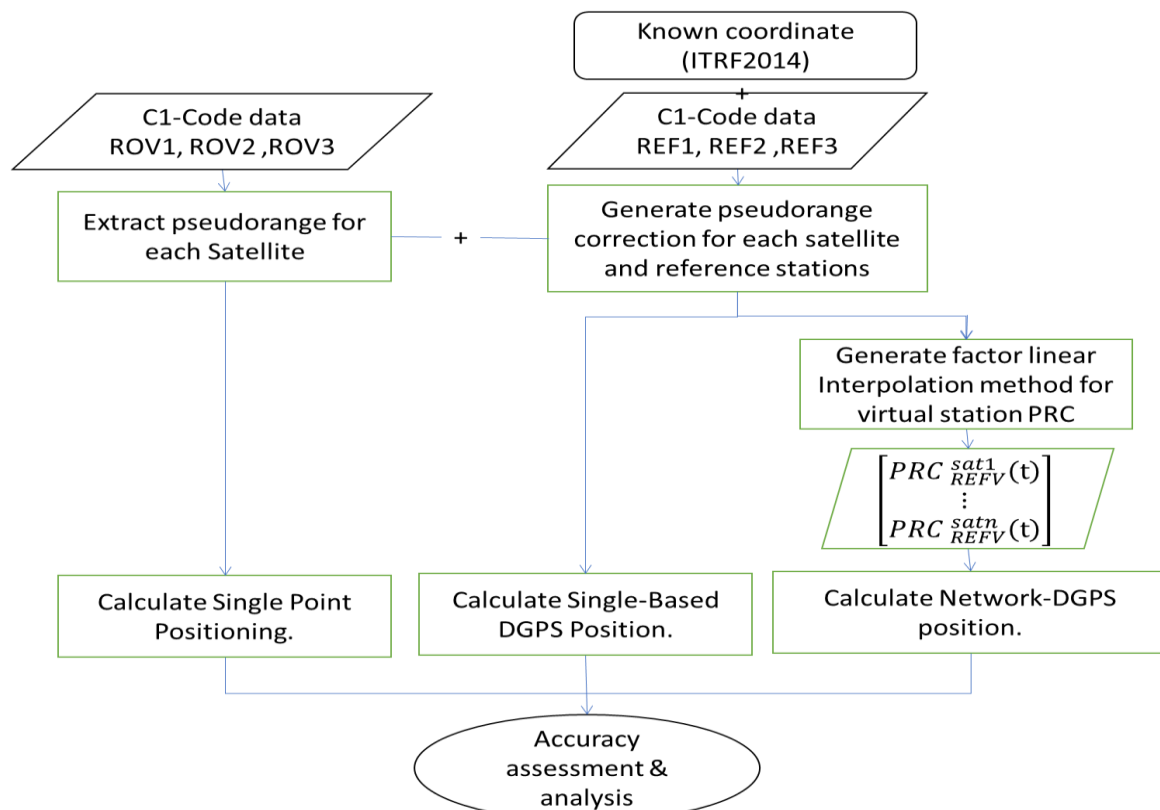 Known coordinate
(ITRF2014)
+
C1-Code data
ROV1, ROV2 ,ROV3
C1-Code data
REF1, REF2 ,REF3
Extract pseudorange for
each Satellite
+
Generate pseudorange
correction for each satellite
and reference stations
Generate factor linear
Interpolation method for
virtual station PRC
[PRC sat1 REFV (t)]
⋮
[PRC satn REFV (t)]
Calculate Single Point
Positioning.
Calculate Single-Based
DGPS Position.
Calculate Network-DGPS
position.
Accuracy
assessment &
analysis